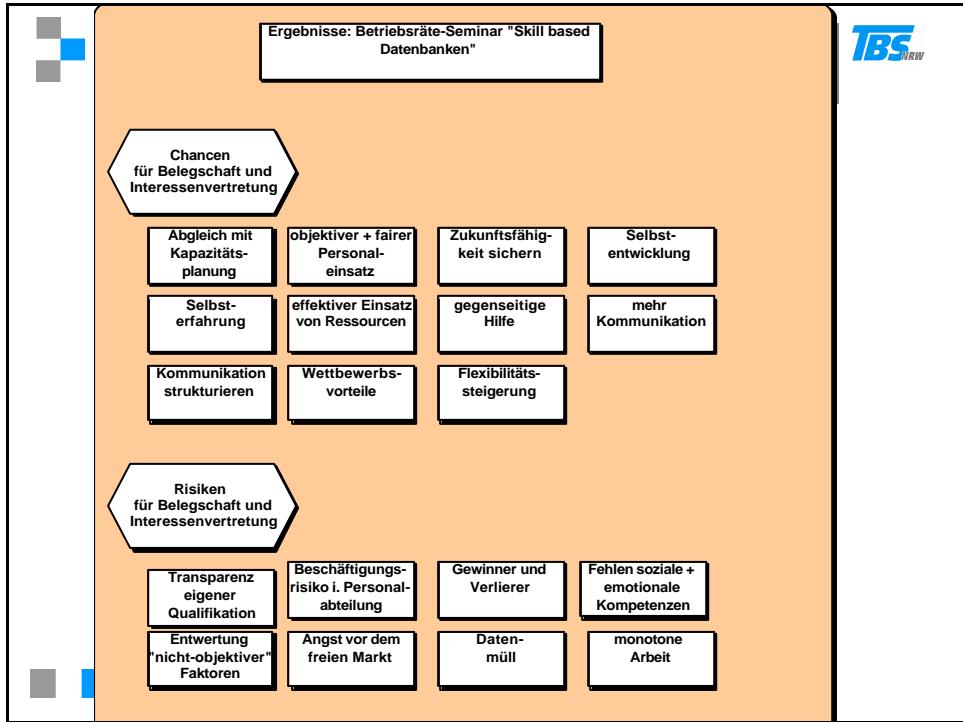 Ergebnisse: Betriebsräte-Seminar "Skill based
Datenbanken"
TBS NRW
Chancen
für Belegschaft und
Interessenvertretung
Abgleich mit
Kapazitäts-
planung
objektiver + fairer
Personal-
einsatz
Zukunftsfähig-
keit sichern
Selbst-
entwicklung
Selbst-
erfahrung
effektiver Einsatz
von Ressourcen
gegenseitige
Hilfe
mehr
Kommunikation
Kommunikation
strukturieren
Wettbewerbs-
vorteile
Flexibilitäts-
steigerung
Risiken
für Belegschaft und
Interessenvertretung
Transparenz
eigener
Qualifikation
Beschäftigungs-
risiko i. Personal-
abteilung
Gewinner und
Verlierer
Fehlen soziale +
emotionale
Kompetenzen
Entwertung
"nicht-objektiver"
Faktoren
Angst vor dem
freien Markt
Daten-
müll
monotone
Arbeit